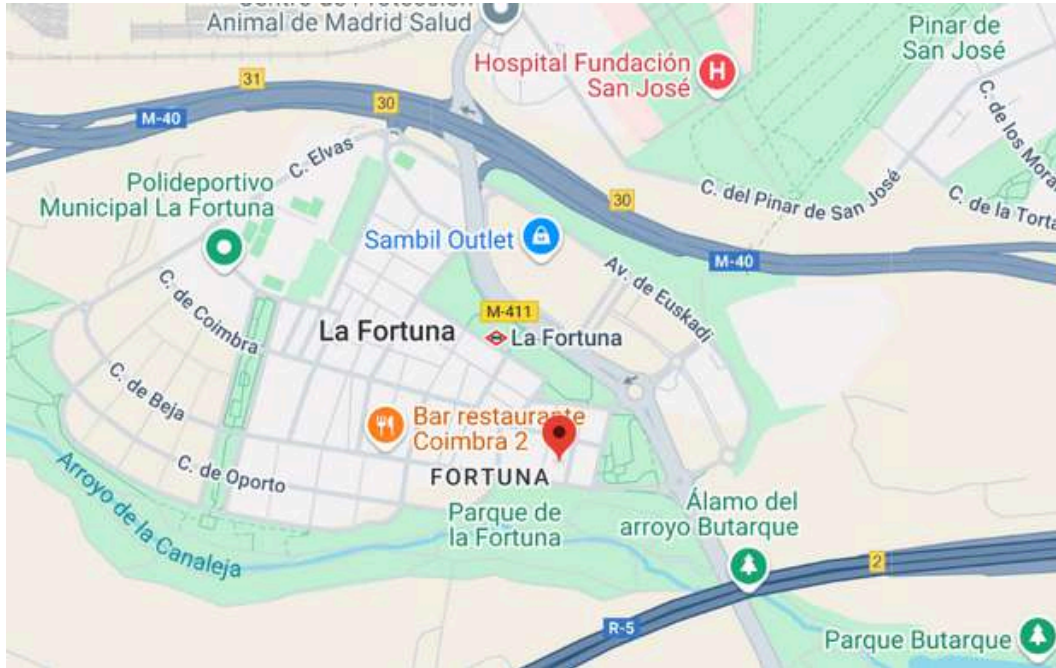 Centro de Protección
Animal de Madrid Salud
Pinar de
San José
Hospital Fundación
San José
H
31
30
M-40
C. de los Mora
C. Elvas
Polideportivo
Municipal La Fortuna
C. del Pinar de San José
C. de la Torta
30
Sambil Outlet
M-40
Av. de Euskadi
C. de Coimbra
M-411
La Fortuna
La Fortuna
C. de Beja
Bar restaurante
Coimbra 2
C. de Oporto
FORTUNA
Arroyo de la Canaleja
Parque de
la Fortuna
Álamo del
arroyo Butarque
2
R-5
Parque Butarque